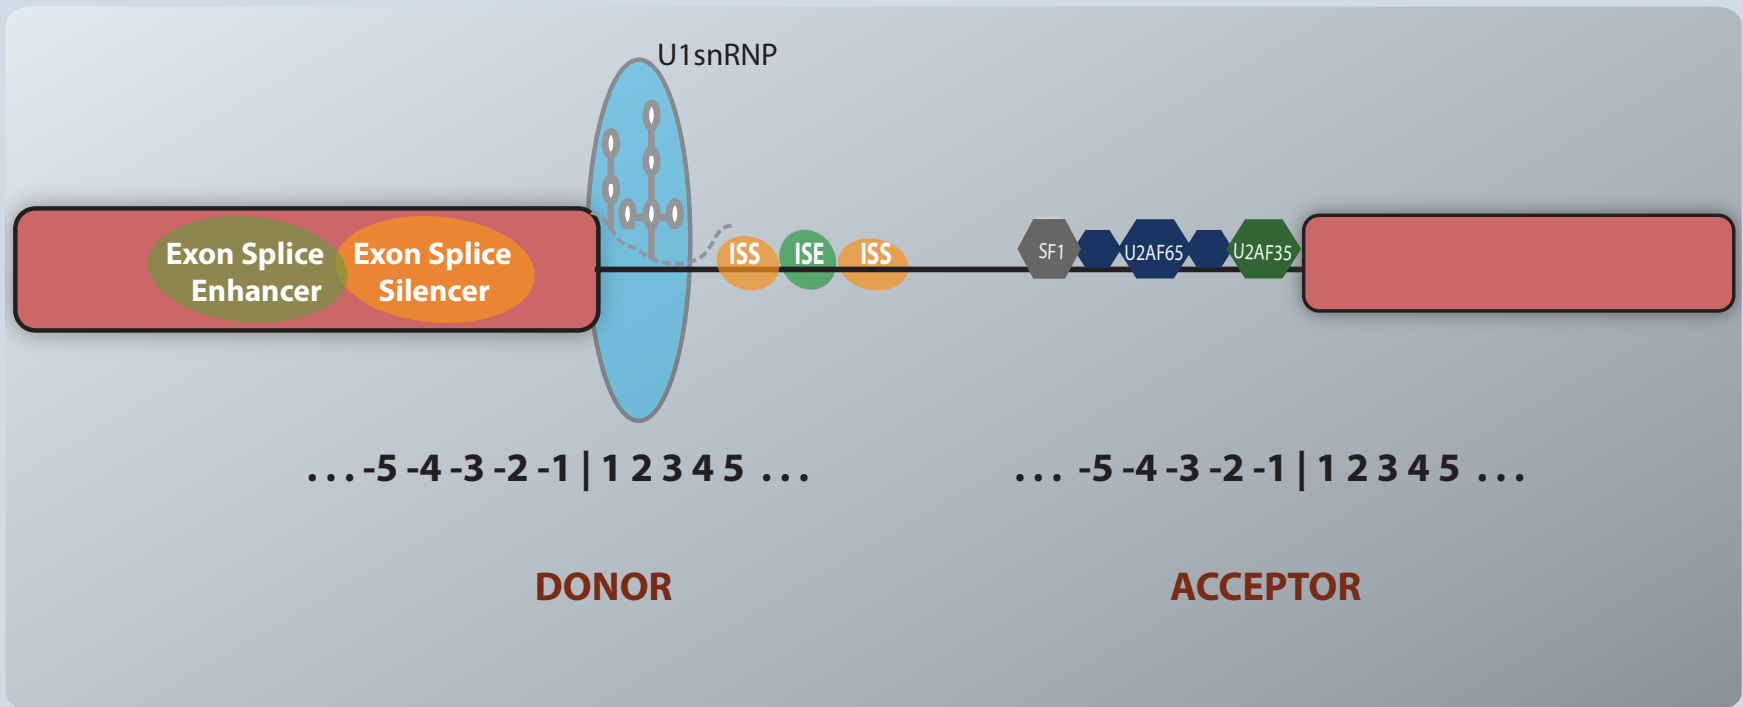 U1snRNP
Exon Splice
Enhancer
Exon Splice
Silencer
ISS
ISE
ISS
SF1
U2AF65
U2AF35
. . . -5 -4 -3 -2 -1 | 1 2 3 4 5 . . .
. . . -5 -4 -3 -2 -1 | 1 2 3 4 5 . . .
DONOR
ACCEPTOR